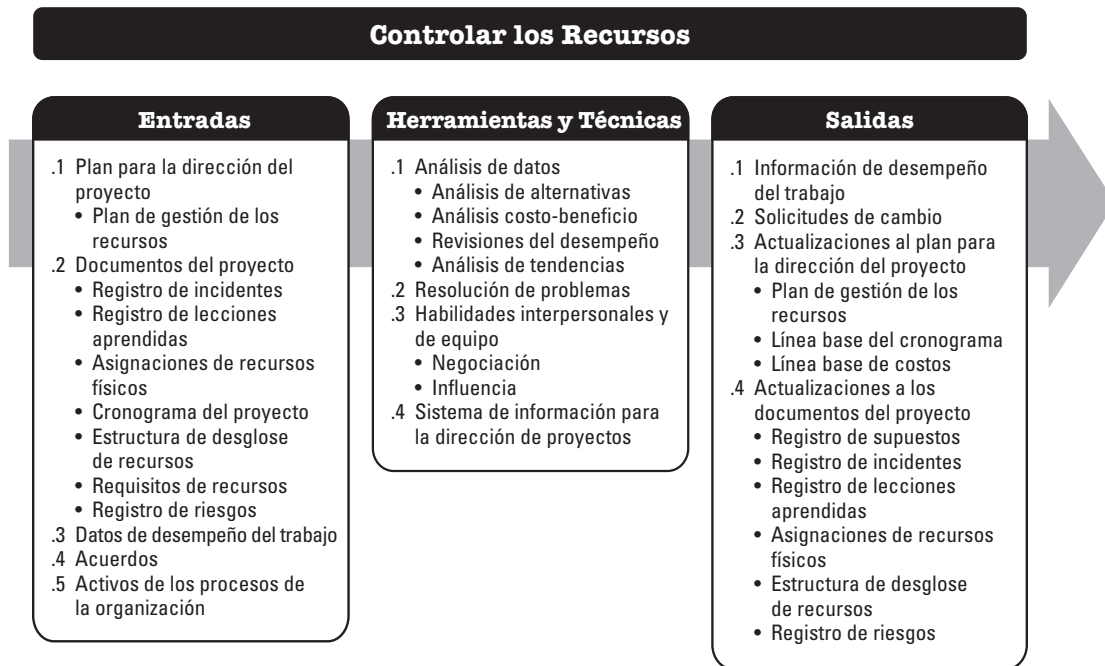 Controlar los Recursos
Entradas
.1 Plan para la dirección del
proyecto
• Plan de gestión de los
recursos
.2 Documentos del proyecto
• Registro de incidentes
• Registro de lecciones
aprendidas
• Asignaciones de recursos
físicos
• Cronograma del proyecto
• Estructura de desglose
de recursos
• Requisitos de recursos
• Registro de riesgos
.3 Datos de desempeño del trabajo
.4 Acuerdos
.5 Activos de los procesos de
la organización
Herramientas y Técnicas
.1 Análisis de datos
• Análisis de alternativas
• Análisis costo-beneficio
• Revisiones del desempeño
• Análisis de tendencias
.2 Resolución de problemas
.3 Habilidades interpersonales y
de equipo
• Negociación
• Influencia
.4 Sistema de información para
la dirección de proyectos
Salidas
.1 Información de desempeño
del trabajo
.2 Solicitudes de cambio
.3 Actualizaciones al plan para
la dirección del proyecto
• Plan de gestión de los
recursos
• Línea base del cronograma
• Línea base de costos
.4 Actualizaciones a los
documentos del proyecto
• Registro de supuestos
• Registro de incidentes
• Registro de lecciones
aprendidas
• Asignaciones de recursos
físicos
• Estructura de desglose
de recursos
• Registro de riesgos